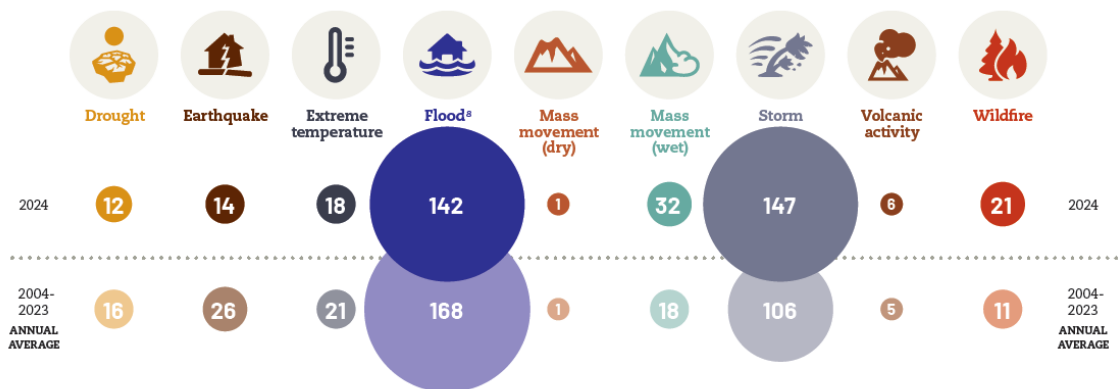 Drought
Earthquake
Extreme
temperature
Flood⁸
Mass
movement
(dry)
Mass
movement
(wet)
Storm
Volcanic
activity
Wildfire
2024
12
14
18
142
1
32
147
6
21
2024
2004-
2023
ANNUAL
AVERAGE
16
26
21
168
1
18
106
5
11
2004-
2023
ANNUAL
AVERAGE